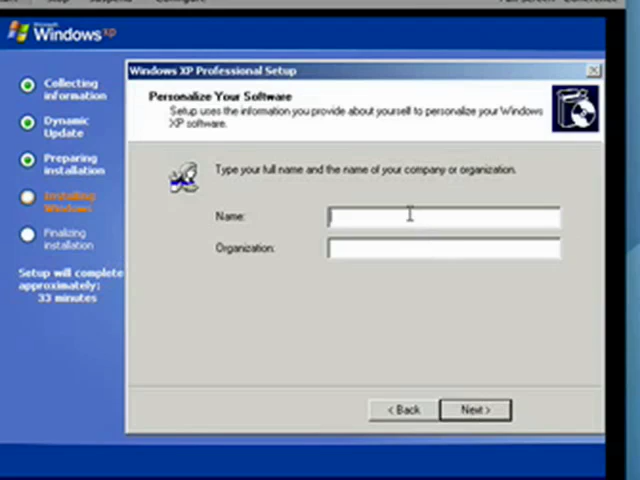 Microsoft
Windows xp
Collecting
information
Dynamic
Update
Preparing
installation
Installing
Windows
Finalizing
installation
Setup will complete
approximately:
33 minutes
Windows XP Professional Setup
Personalize Your Software
Setup uses the information you provide about yourself to personalize your Windows
XP software.
Type your full name and the name of your company or organization.
Name:
Organization:
< Back
Next >